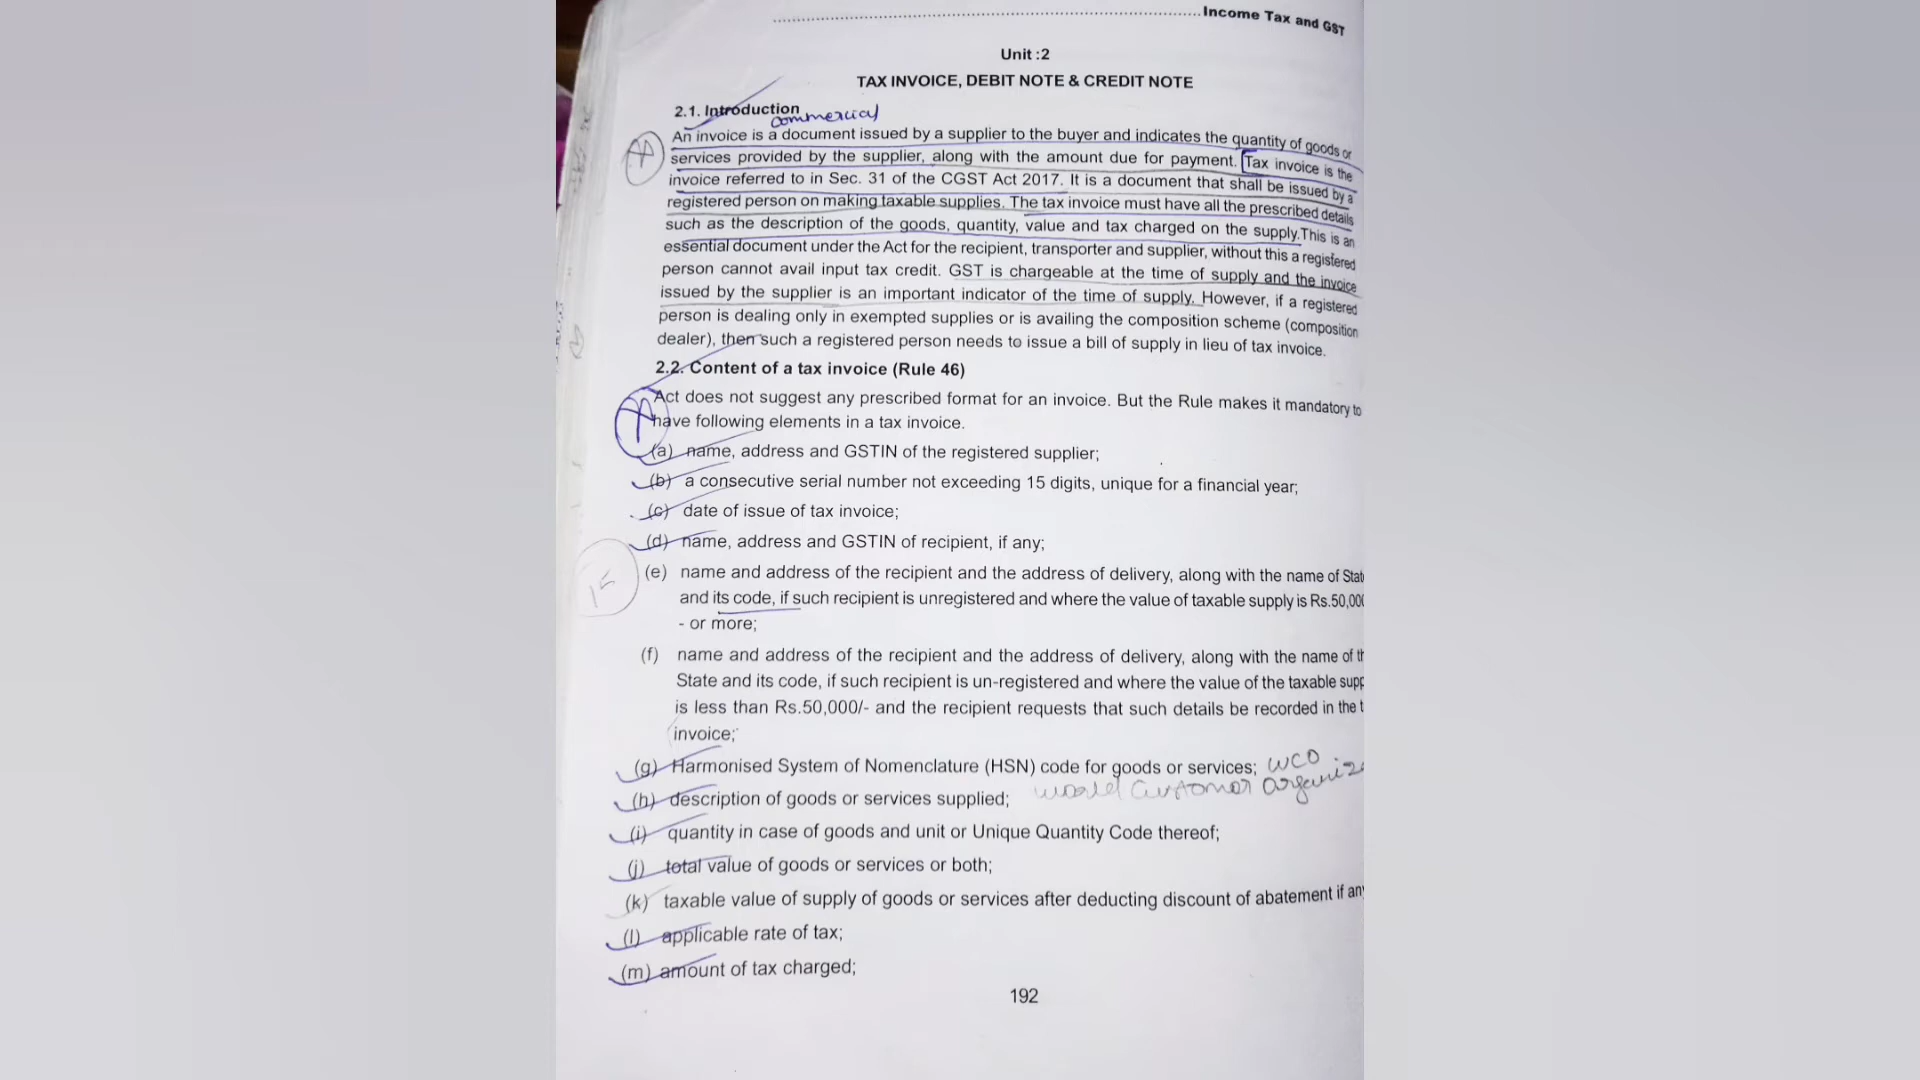 Income Tax and GST
Unit :2
TAX INVOICE, DEBIT NOTE & CREDIT NOTE
2.1. Introduction
commercial
An invoice is a document issued by a supplier to the buyer and indicates the quantity of goods or
services provided by the supplier, along with the amount due for payment. Tax invoice is the
invoice referred to in Sec. 31 of the CGST Act 2017. It is a document that shall be issued by a
registered person on making taxable supplies. The tax invoice must have all the prescribed details
such as the description of the goods, quantity, value and tax charged on the supply.This is an
essential document under the Act for the recipient, transporter and supplier, without this a registered
person cannot avail input tax credit. GST is chargeable at the time of supply and the invoice
issued by the supplier is an important indicator of the time of supply. However, if a registered
person is dealing only in exempted supplies or is availing the composition scheme (composition
dealer), then such a registered person needs to issue a bill of supply in lieu of tax invoice.
2.2. Content of a tax invoice (Rule 46)
Act does not suggest any prescribed format for an invoice. But the Rule makes it mandatory to
have following elements in a tax invoice.
(a) name, address and GSTIN of the registered supplier;
(b) a consecutive serial number not exceeding 15 digits, unique for a financial year;
(c) date of issue of tax invoice;
(d) name, address and GSTIN of recipient, if any;
15
(e) name and address of the recipient and the address of delivery, along with the name of State
and its code, if such recipient is unregistered and where the value of taxable supply is Rs.50,000
- or more;
(f) name and address of the recipient and the address of delivery, along with the name of th
State and its code, if such recipient is un-registered and where the value of the taxable supp
is less than Rs.50,000/- and the recipient requests that such details be recorded in the t
invoice;
(g) Harmonised System of Nomenclature (HSN) code for goods or services; WCO
World Customor Organiz
(h) description of goods or services supplied;
(i) quantity in case of goods and unit or Unique Quantity Code thereof;
(j) total value of goods or services or both;
(k) taxable value of supply of goods or services after deducting discount of abatement if any
(l) applicable rate of tax;
(m) amount of tax charged;
192